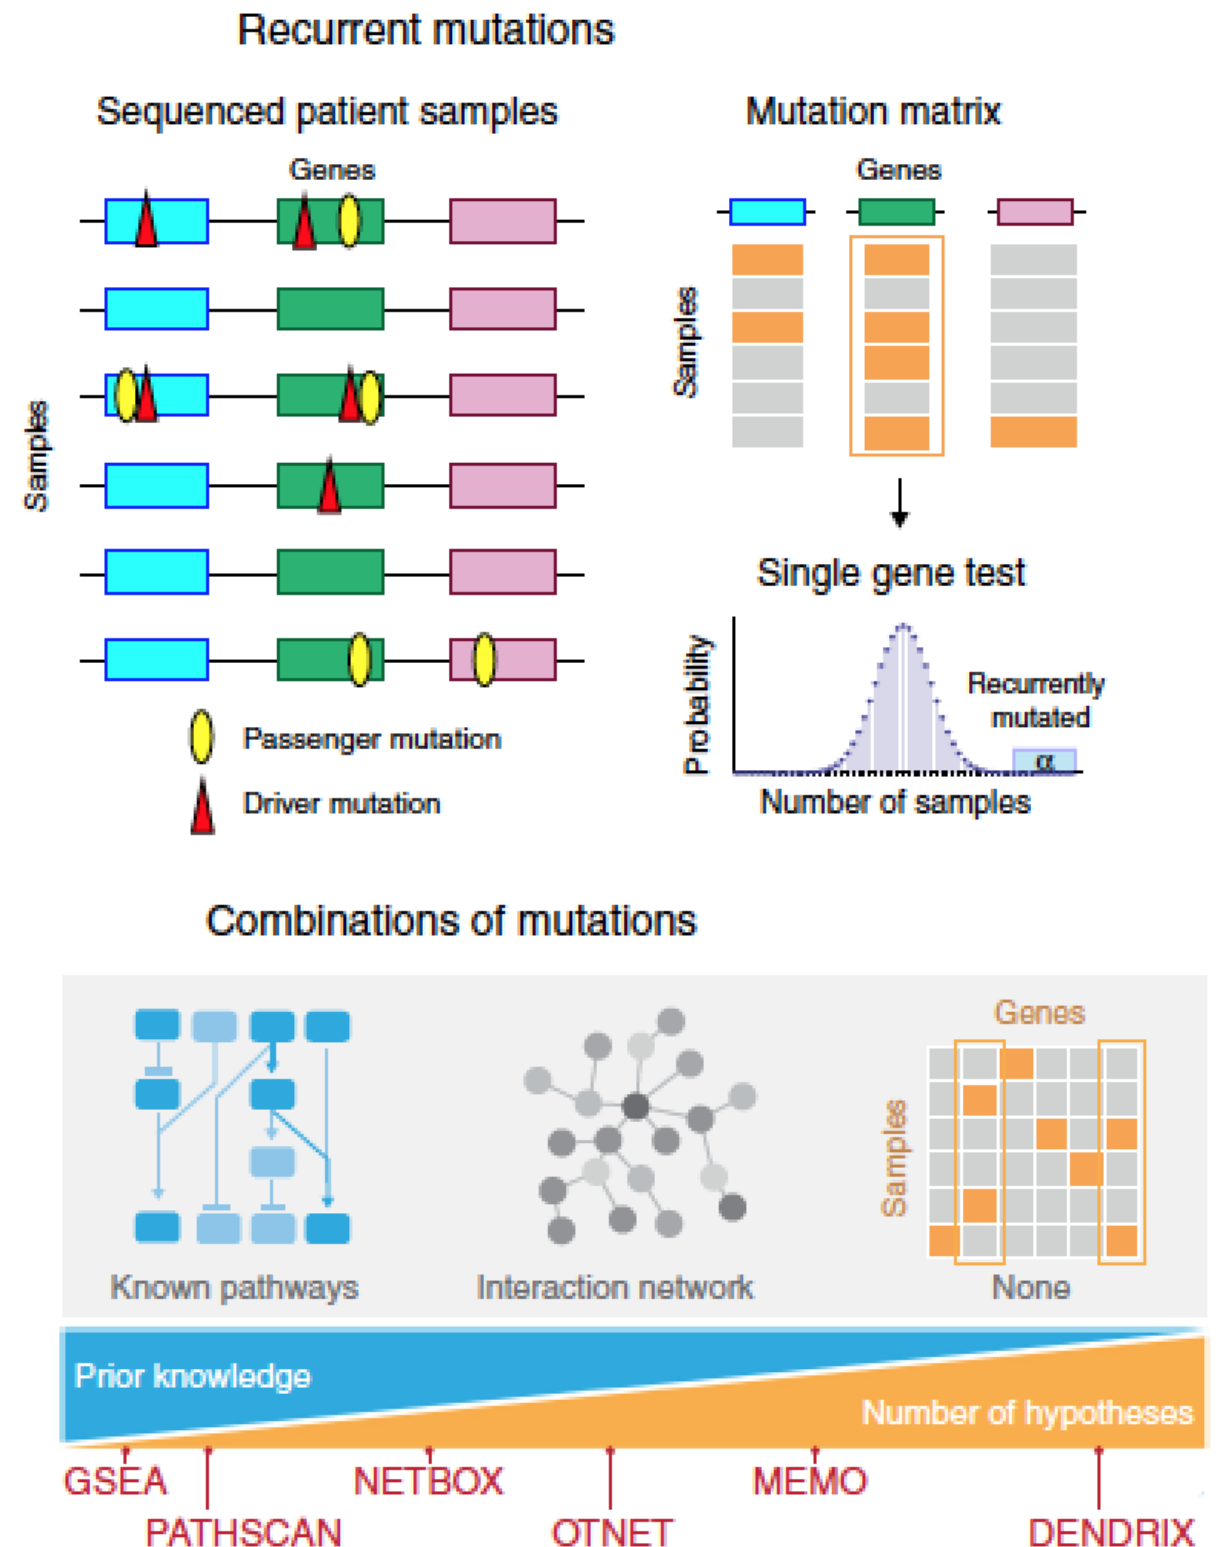 Recurrent mutations
Sequenced patient samples
Genes
Samples
Passenger mutation
Driver mutation
Mutation matrix
Genes
Samples
Single gene test
Probability
Recurrently
mutated
α
Number of samples
Combinations of mutations
Known pathways
Interaction network
Genes
Samples
None
Prior knowledge
Number of hypotheses
GSEA
NETBOX
MEMO
PATHSCAN
OTNET
DENDRIX